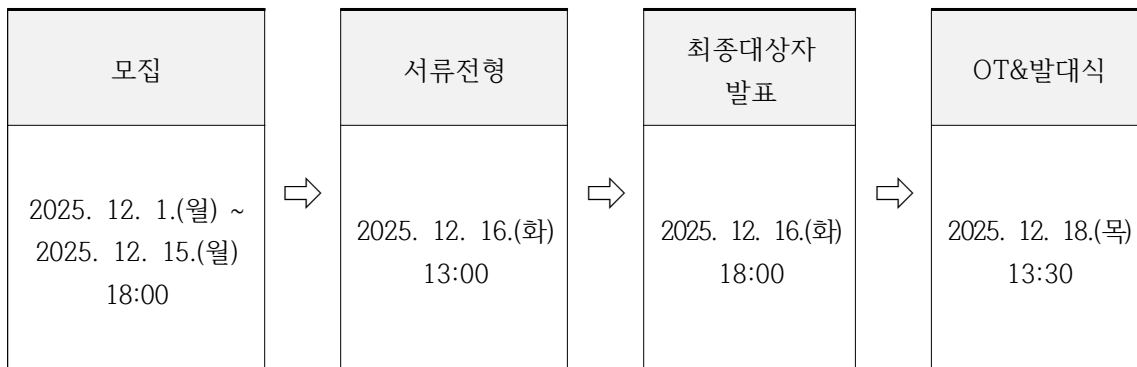 모집
2025. 12. 1.(월) ~
2025. 12. 15.(월)
18:00
⇨
서류전형
2025. 12. 16.(화)
13:00
⇨
최종대상자
발표
2025. 12. 16.(화)
18:00
⇨
OT&발대식
2025. 12. 18.(목)
13:30